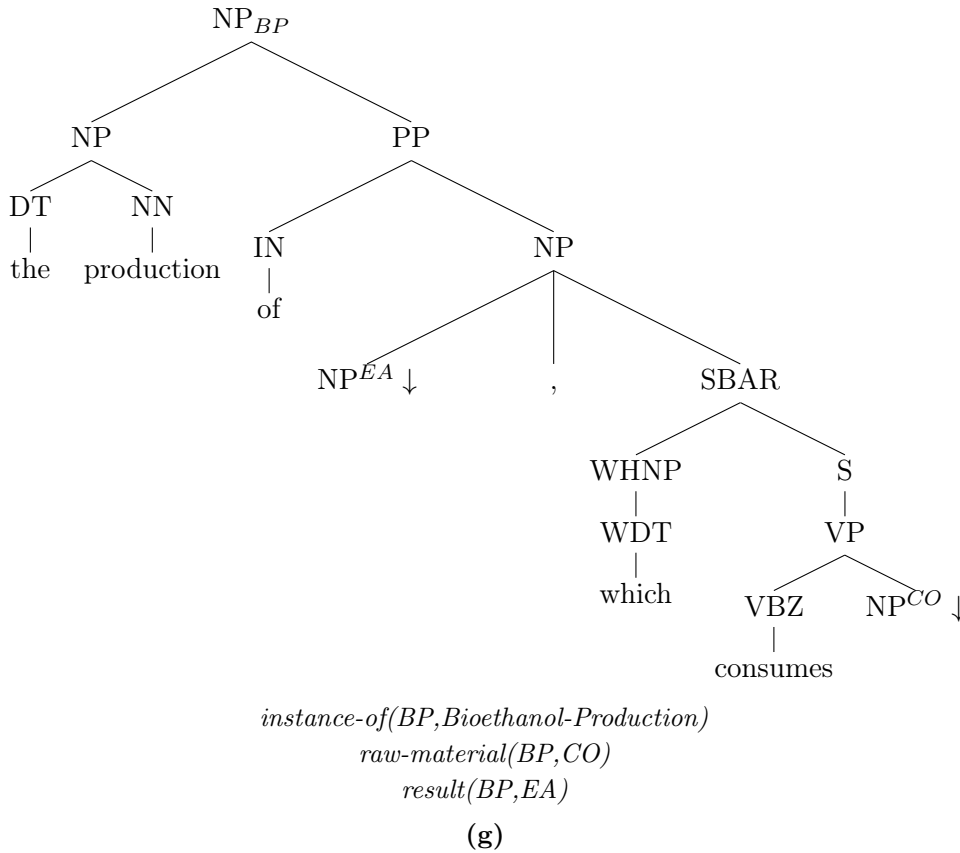 NP_BP
NP PP
DT NN
the production
IN NP
of
NP^EA ↓ , SBAR
WHNP S
WDT VP
which
VBZ NP^CO ↓
consumes
instance-of(BP,Bioethanol-Production)
raw-material(BP,CO)
result(BP,EA)
(g)